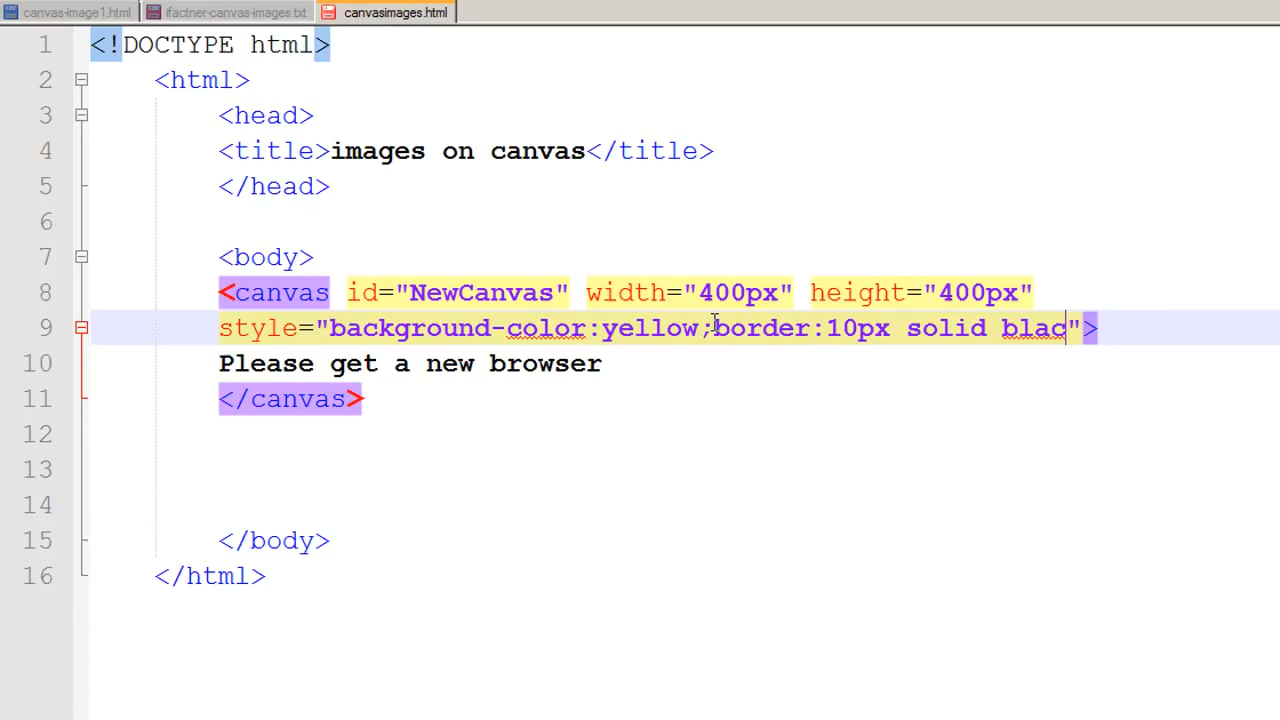 canvas-image1.html ifactner-canvas-images.txt canvasimages.html
1 <!DOCTYPE html>
2 <html>
3 <head>
4 <title>images on canvas</title>
5 </head>
6
7 <body>
8 <canvas id="NewCanvas" width="400px" height="400px"
9 style="background-color:yellow;border:10px solid blac">
10 Please get a new browser
11 </canvas>
12
13
14
15 </body>
16 </html>